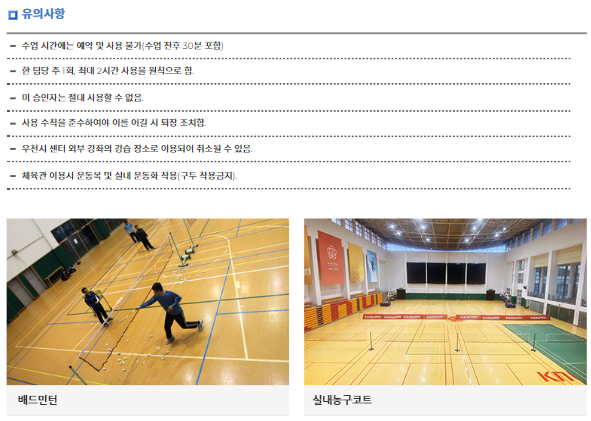 유의사항
수업 시간에는 예약 및 사용 불가(수업 전후 30분 포함)
한 팀당 주 1회, 최대 2시간 사용을 원칙으로 함.
미 승인자는 절대 사용할 수 없음.
사용 수칙을 준수하여야 이를 어길 시 퇴장 조치함.
우천시 센터 외부 강좌의 강습 장소로 이용되어 취소될 수 있음.
체육관 이용시 운동복 및 실내 운동화 착용(구두 착용금지).
배드민턴
실내농구코트